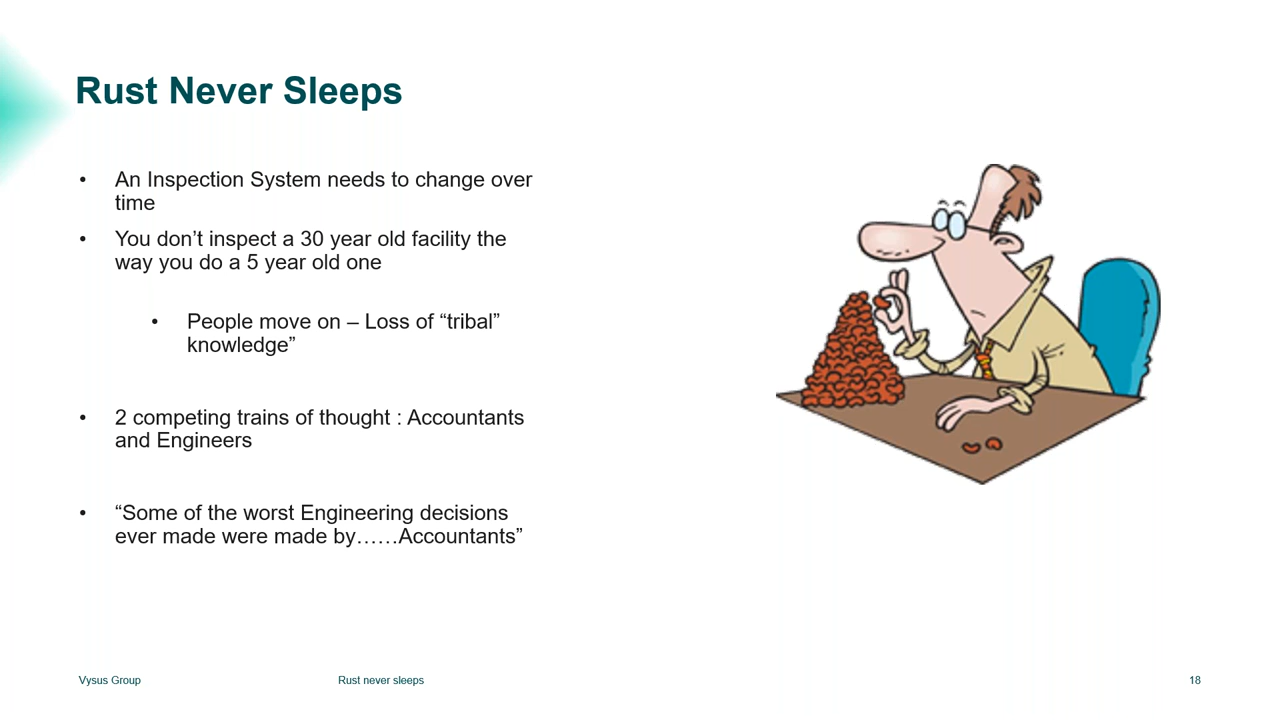 Rust Never Sleeps
• An Inspection System needs to change over
time
• You don’t inspect a 30 year old facility the
way you do a 5 year old one
• People move on – Loss of “tribal”
knowledge”
• 2 competing trains of thought : Accountants
and Engineers
• “Some of the worst Engineering decisions
ever made were made by……Accountants”
Vysus Group
Rust never sleeps
18